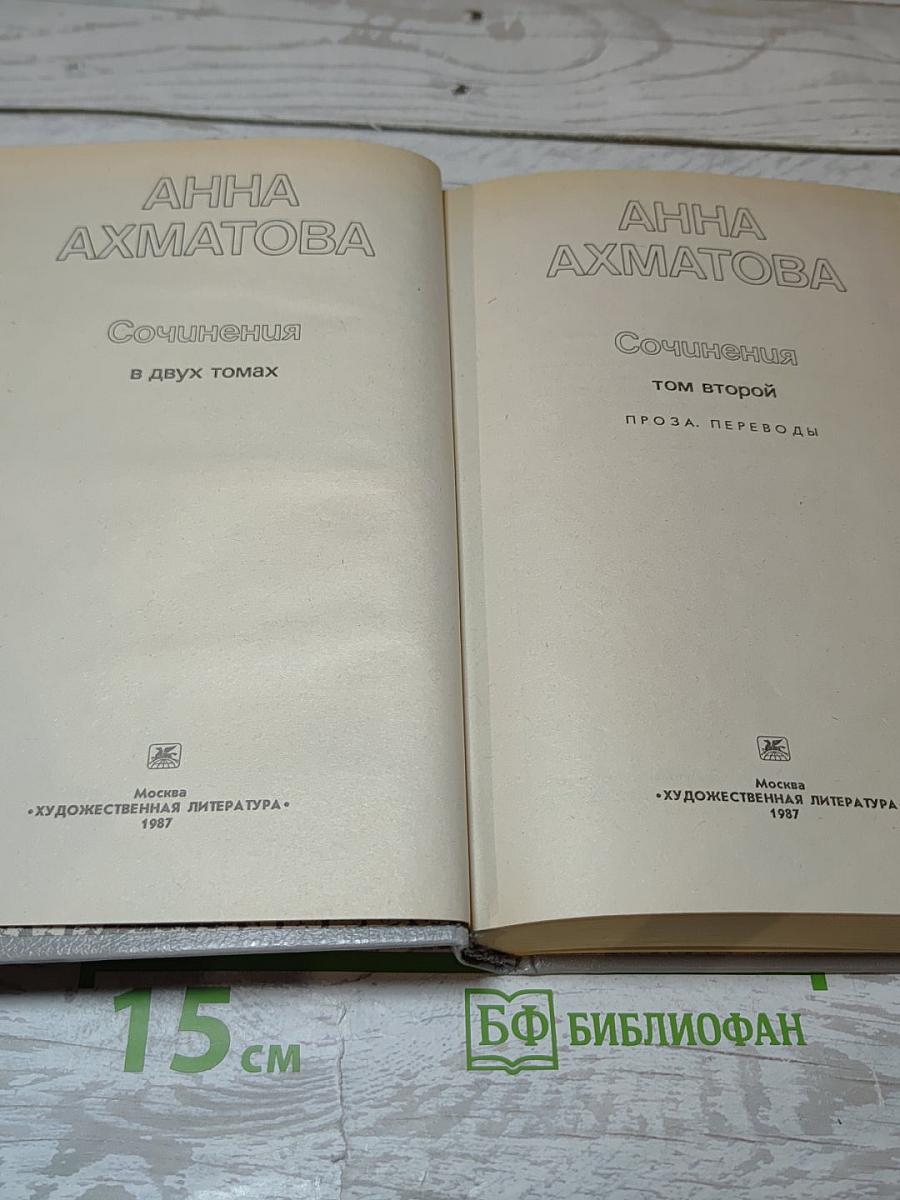 АННА
АХМАТОВА
Сочинения
в двух томах
Москва
•ХУДОЖЕСТВЕННАЯ ЛИТЕРАТУРА•
1987
АННА
АХМАТОВА
Сочинения
том второй
ПРОЗА. ПЕРЕВОДЫ
Москва
•ХУДОЖЕСТВЕННАЯ ЛИТЕРАТУРА
1987
15 см
БФ БИБЛИОФАН